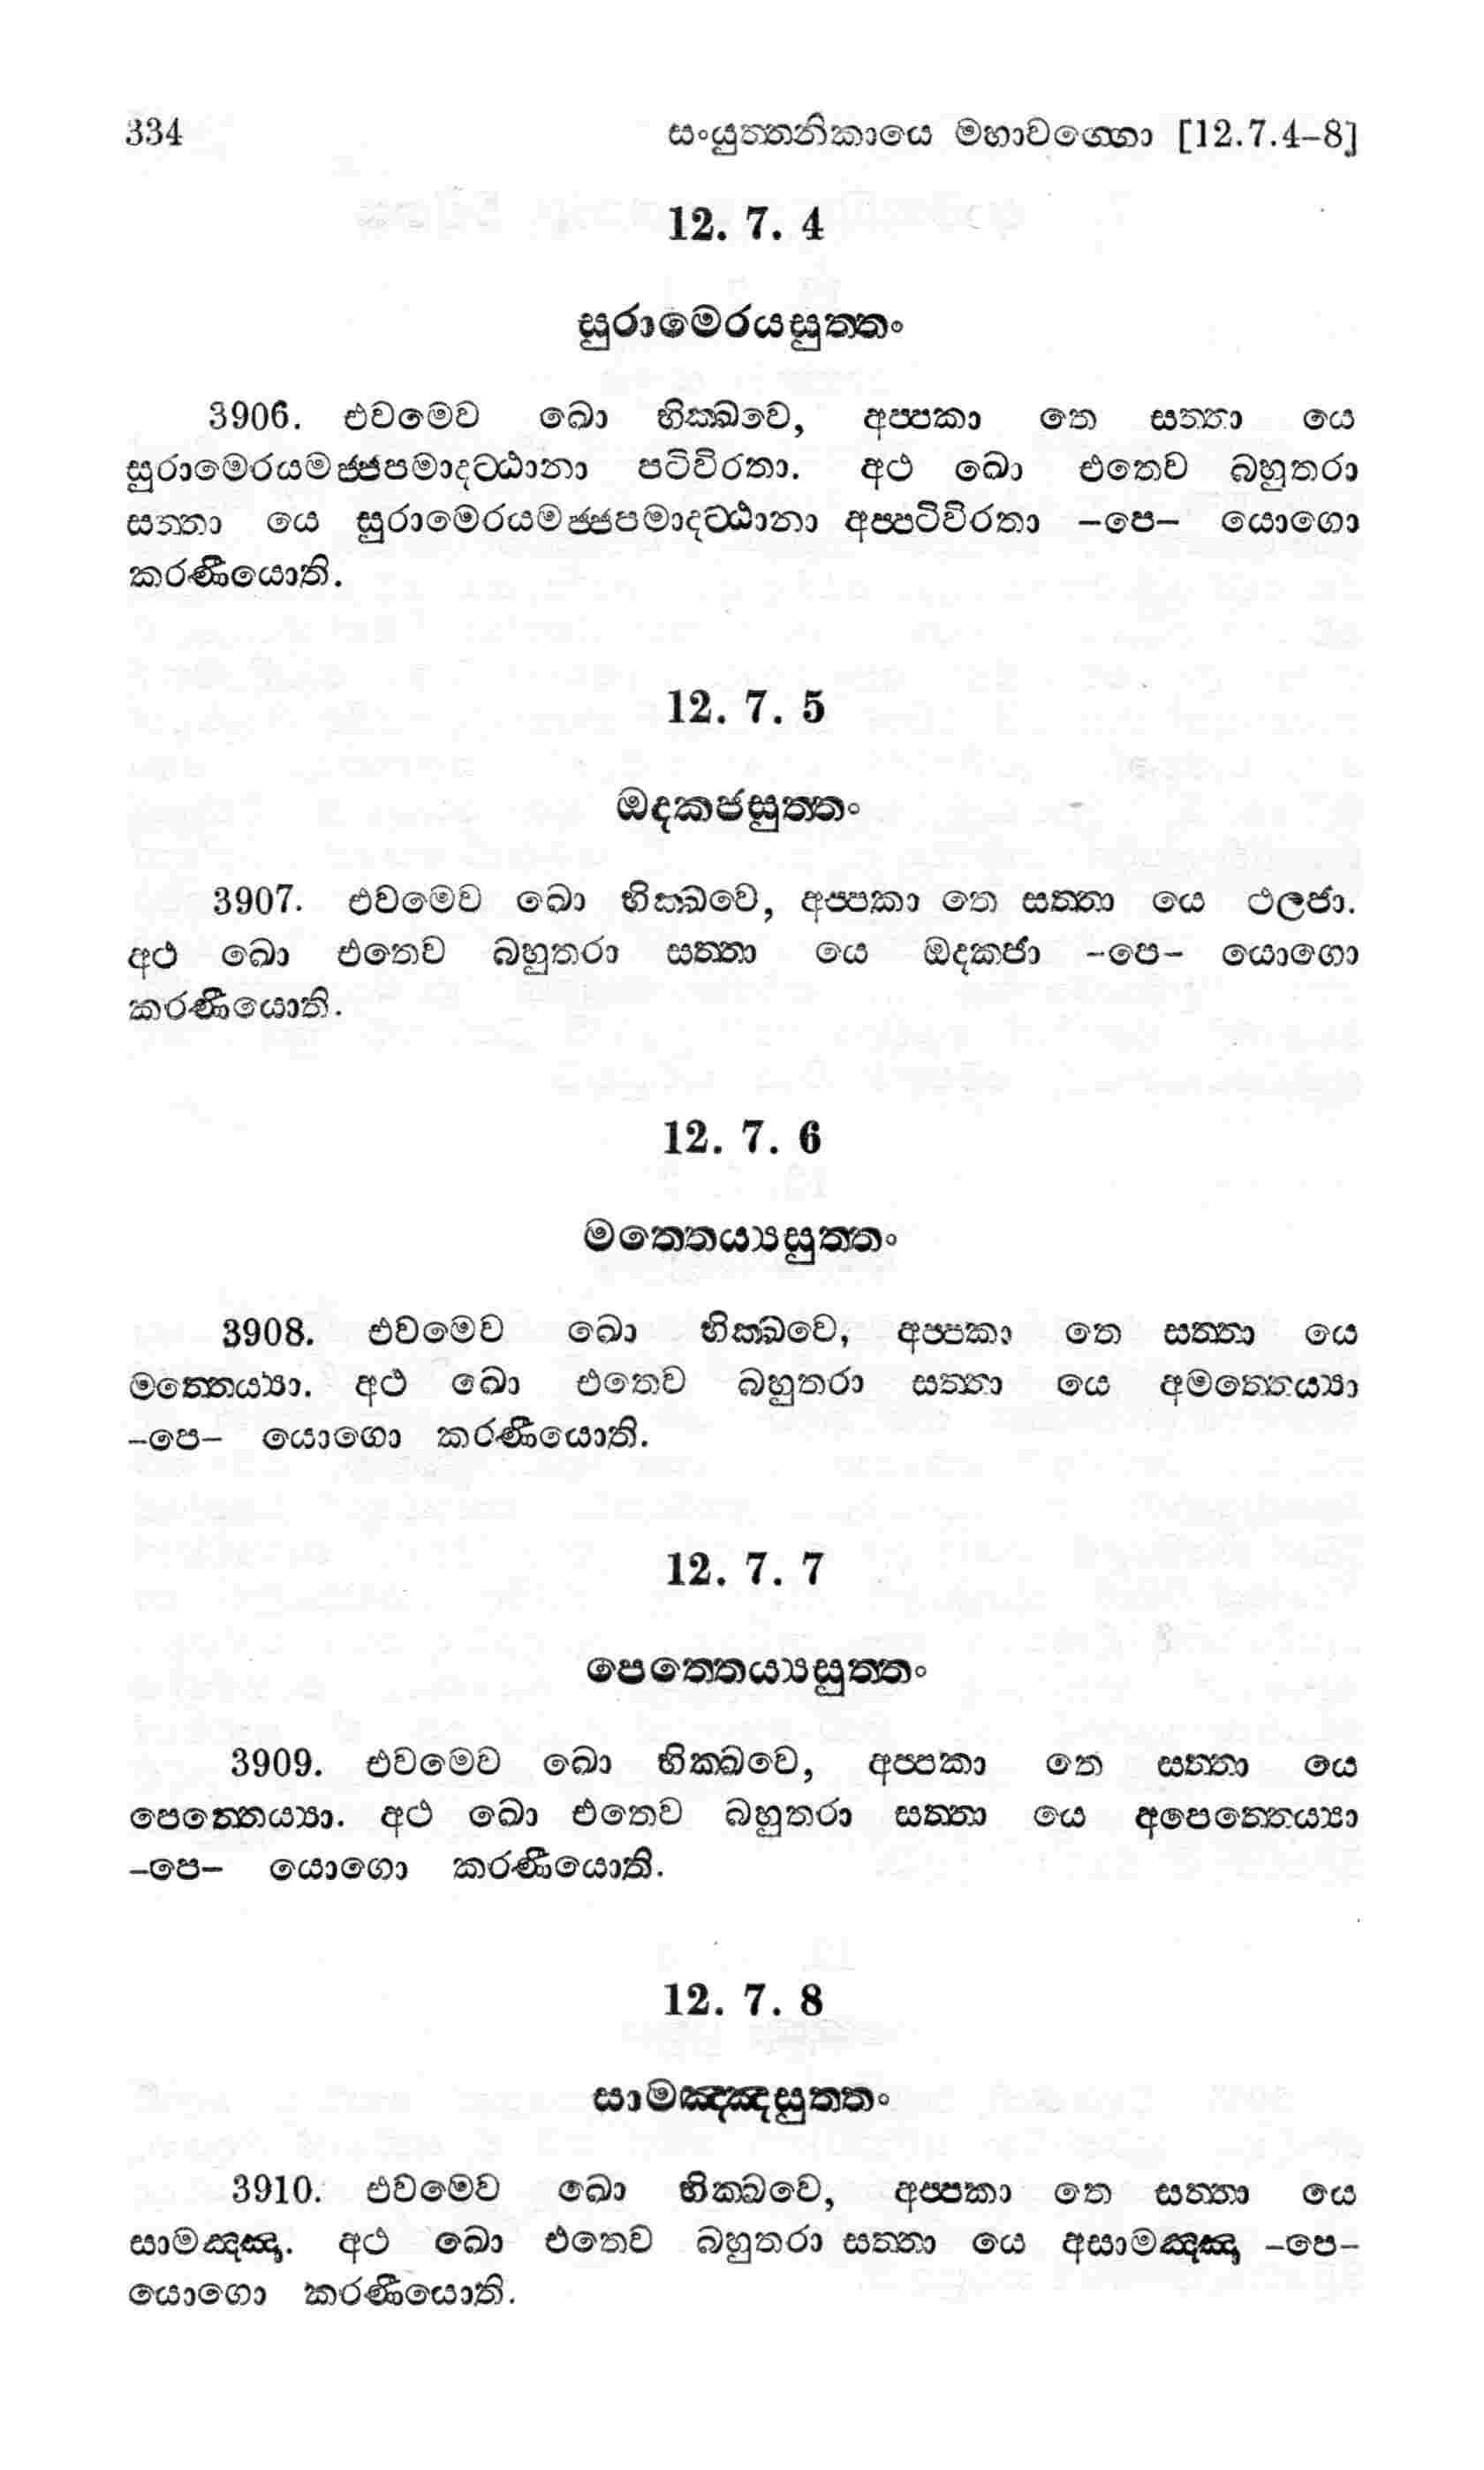 334 සංයුත්තනිකායෙ මහාවග්ගො [12.7.4–8]
12. 7. 4
සුරාමෙරයසුත්තං
3906. එවමෙව ඛො භික්ඛවෙ, අප්පකා තෙ සත්තා යෙ
සුරාමෙරයමජ්ජපමාදට්ඨානා පටිවිරතා. අථ ඛො එතෙව බහුතරා
සත්තා යෙ සුරාමෙරයමජ්ජපමාදට්ඨානා අප්පටිවිරතා –පෙ– යොගො
කරණීයොති.
12. 7. 5
ඔදකජසුත්තං
3907. එවමෙව ඛො භික්ඛවෙ, අප්පකා තෙ සත්තා යෙ ථලජා.
අථ ඛො එතෙව බහුතරා සත්තා යෙ ඔදකජා –පෙ– යොගො
කරණීයොති.
12. 7. 6
මත්තෙය්‍යසුත්තං
3908. එවමෙව ඛො භික්ඛවෙ, අප්පකා තෙ සත්තා යෙ
මත්තෙය්‍යා. අථ ඛො එතෙව බහුතරා සත්තා යෙ අමත්තෙය්‍යා
–පෙ– යොගො කරණීයොති.
12. 7. 7
පෙත්තෙය්‍යසුත්තං
3909. එවමෙව ඛො භික්ඛවෙ, අප්පකා තෙ සත්තා යෙ
පෙත්තෙය්‍යා. අථ ඛො එතෙව බහුතරා සත්තා යෙ අපෙත්තෙය්‍යා
–පෙ– යොගො කරණීයොති.
12. 7. 8
සාමඤ්ඤසුත්තං
3910. එවමෙව ඛො භික්ඛවෙ, අප්පකා තෙ සත්තා යෙ
සාමඤ්ඤා. අථ ඛො එතෙව බහුතරා සත්තා යෙ අසාමඤ්ඤා –පෙ–
යොගො කරණීයොති.